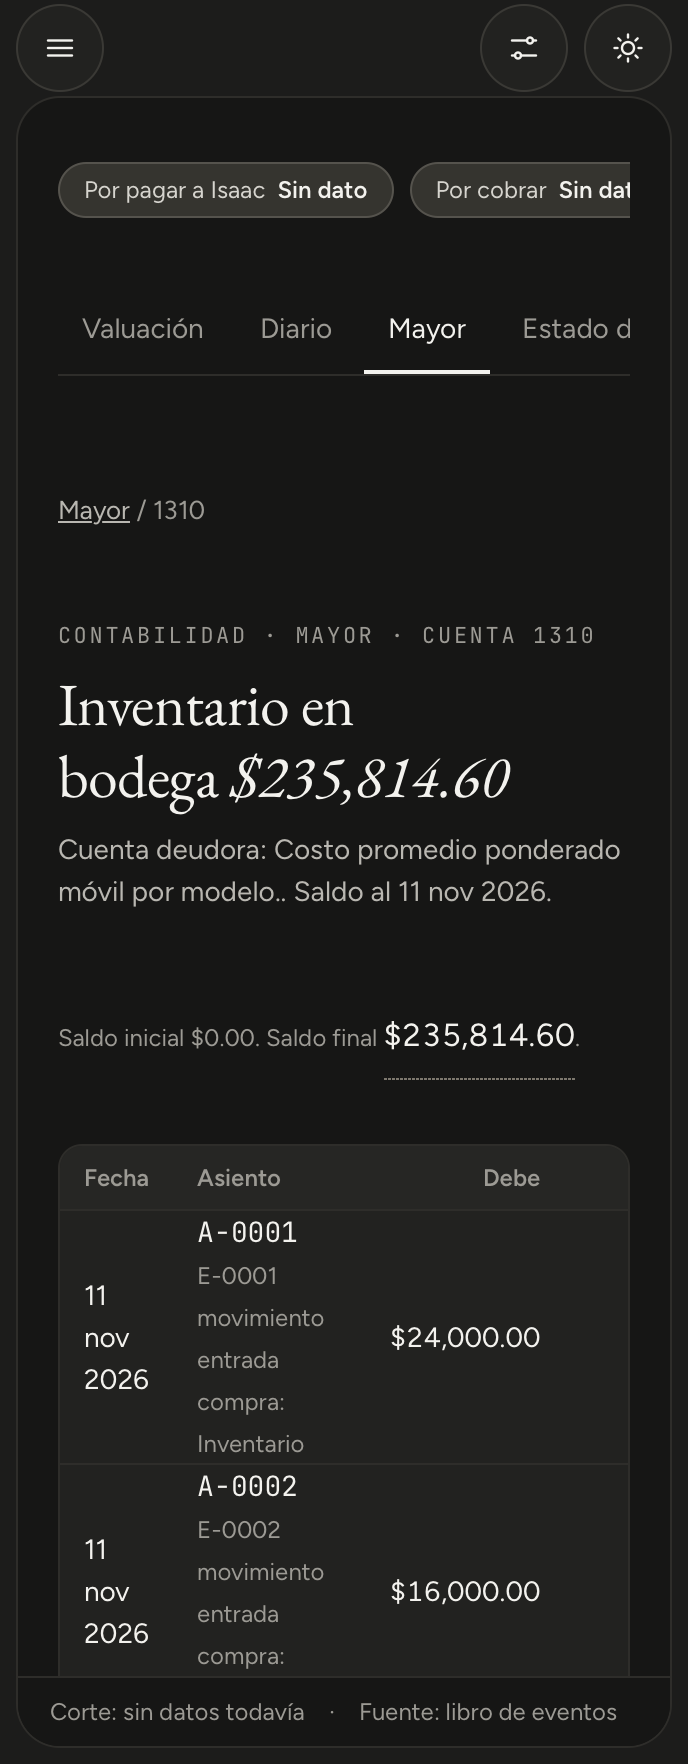 Por pagar a Isaac Sin dato Por cobrar Sin dat
Valuación Diario Mayor Estado d
Mayor / 1310
CONTABILIDAD · MAYOR · CUENTA 1310
Inventario en
bodega $235,814.60
Cuenta deudora: Costo promedio ponderado
móvil por modelo.. Saldo al 11 nov 2026.
Saldo inicial $0.00. Saldo final $235,814.60.
Fecha Asiento Debe
11
nov
2026
A-0001
E-0001
movimiento
entrada
compra:
Inventario
$24,000.00
11
nov
2026
A-0002
E-0002
movimiento
entrada
compra:
$16,000.00
Corte: sin datos todavía · Fuente: libro de eventos